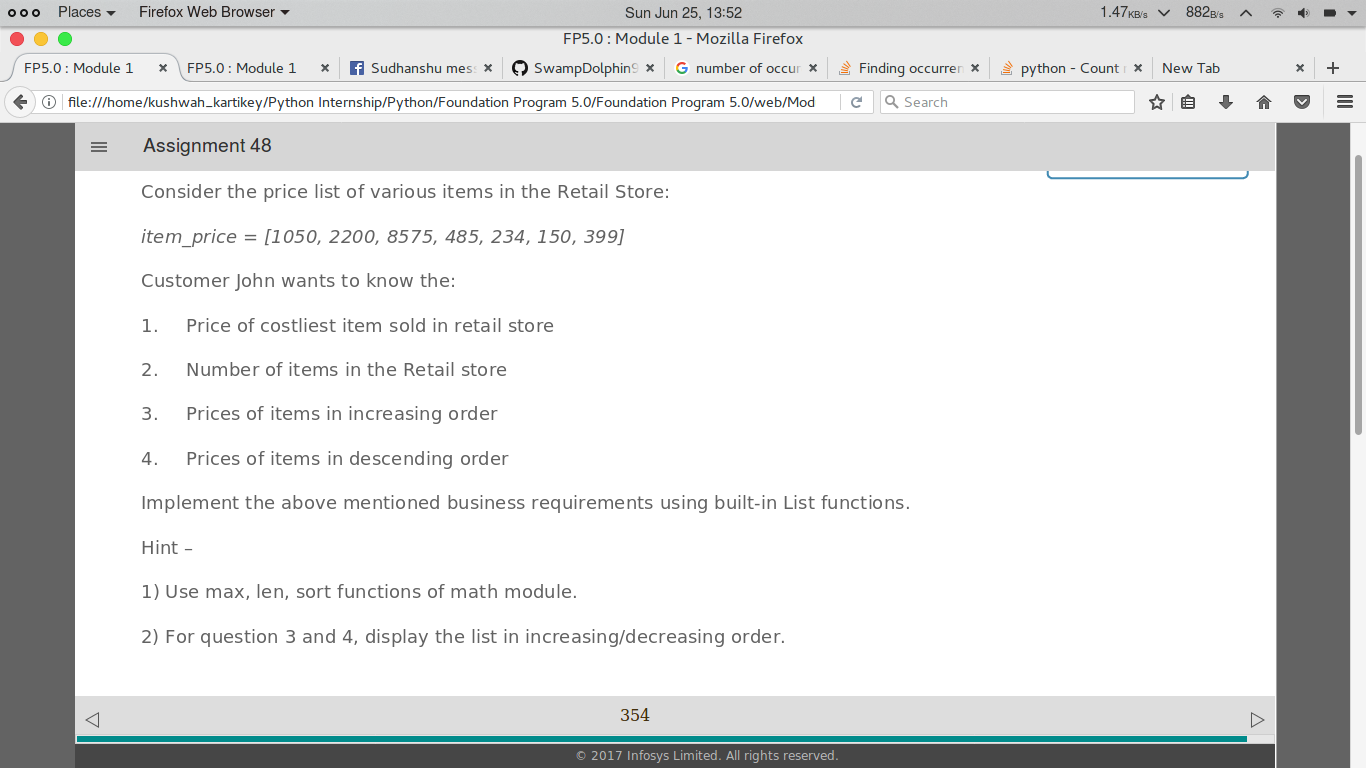 Places Firefox Web Browser Sun Jun 25, 13:52 1.47KB/s 882B/s
FP5.0 : Module 1 - Mozilla Firefox
FP5.0 : Module 1 FP5.0 : Module 1 Sudhanshu mes SwampDolphin9 number of occur Finding occurren python - Count New Tab
file:///home/kushwah_kartikey/Python Internship/Python/Foundation Program 5.0/Foundation Program 5.0/web/Mod Search
Assignment 48
Consider the price list of various items in the Retail Store:
item_price = [1050, 2200, 8575, 485, 234, 150, 399]
Customer John wants to know the:
1. Price of costliest item sold in retail store
2. Number of items in the Retail store
3. Prices of items in increasing order
4. Prices of items in descending order
Implement the above mentioned business requirements using built-in List functions.
Hint –
1) Use max, len, sort functions of math module.
2) For question 3 and 4, display the list in increasing/decreasing order.
354
© 2017 Infosys Limited. All rights reserved.